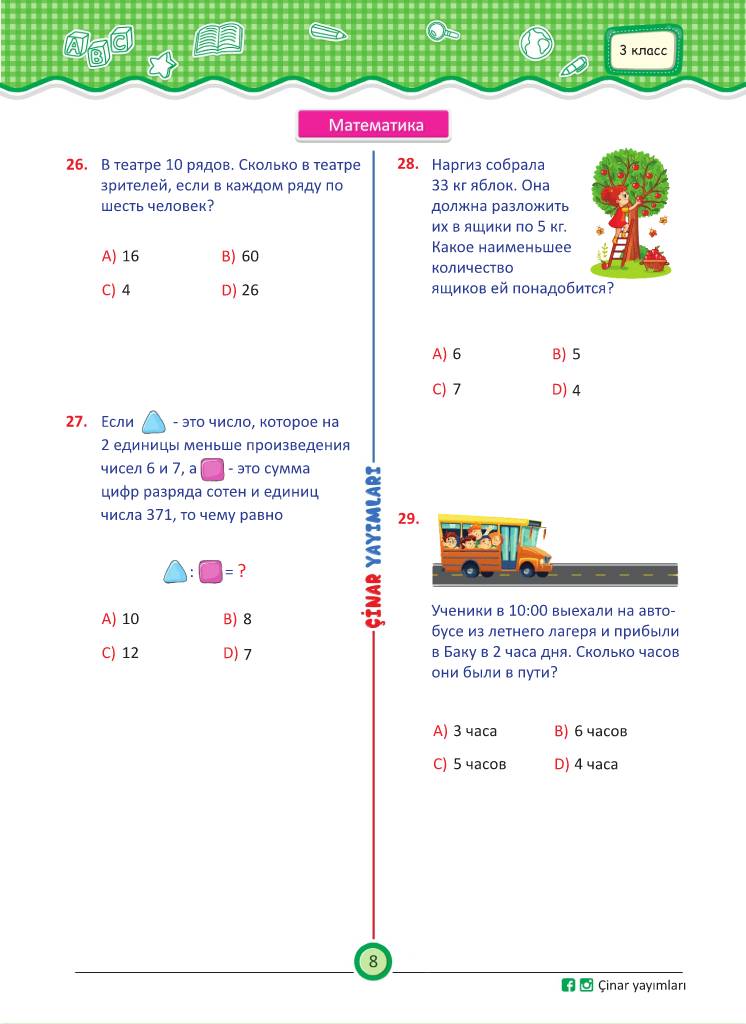 ABC
3 класс
Математика
26. В театре 10 рядов. Сколько в театре
зрителей, если в каждом ряду по
шесть человек?
A) 16 B) 60
C) 4 D) 26
27. Если - это число, которое на
2 единицы меньше произведения
чисел 6 и 7, а - это сумма
цифр разряда сотен и единиц
числа 371, то чему равно
: = ?
A) 10 B) 8
C) 12 D) 7
ÇİNAR YAYIMLARI
28. Наргиз собрала
33 кг яблок. Она
должна разложить
их в ящики по 5 кг.
Какое наименьшее
количество
ящиков ей понадобится?
A) 6 B) 5
C) 7 D) 4
29.
Ученики в 10:00 выехали на авто-
бусе из летнего лагеря и прибыли
в Баку в 2 часа дня. Сколько часов
они были в пути?
A) 3 часа B) 6 часов
C) 5 часов D) 4 часа
8
Çinar yayımları